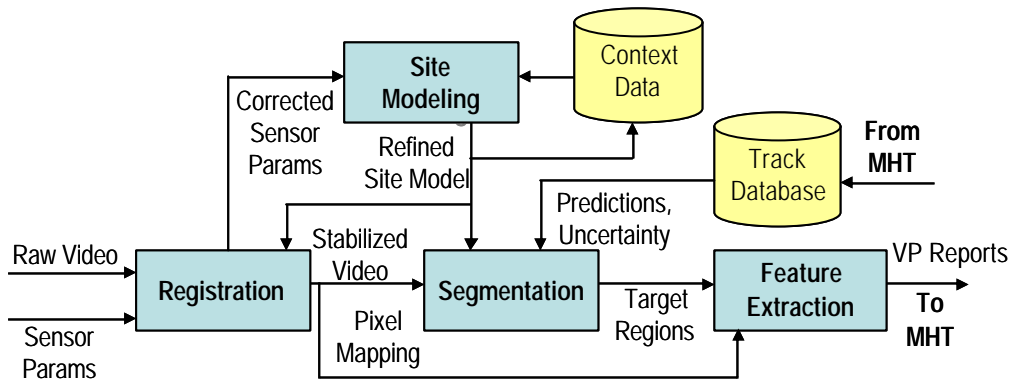 Site
Modeling
Context
Data
Corrected
Sensor
Params
Refined
Site Model
Track
Database
From
MHT
Predictions,
Uncertainty
Raw Video
Sensor
Params
Registration
Stabilized
Video
Pixel
Mapping
Segmentation
Target
Regions
Feature
Extraction
VP Reports
To
MHT